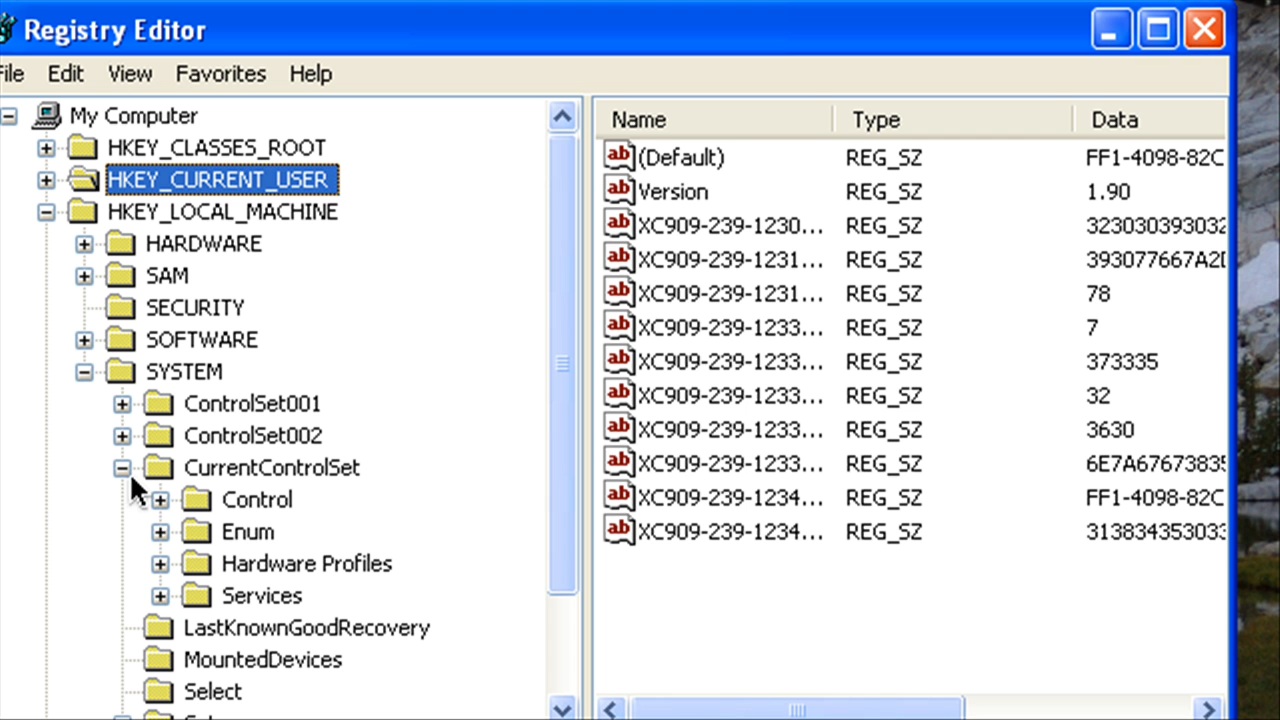 Registry Editor
File Edit View Favorites Help
My Computer
HKEY_CLASSES_ROOT
HKEY_CURRENT_USER
HKEY_LOCAL_MACHINE
HARDWARE
SAM
SECURITY
SOFTWARE
SYSTEM
ControlSet001
ControlSet002
CurrentControlSet
Control
Enum
Hardware Profiles
Services
LastKnownGoodRecovery
MountedDevices
Select
Name Type Data
(Default) REG_SZ FF1-4098-82C
Version REG_SZ 1.90
XC909-239-1230... REG_SZ 323030393032
XC909-239-1231... REG_SZ 393077667A2
XC909-239-1231... REG_SZ 78
XC909-239-1233... REG_SZ 7
XC909-239-1233... REG_SZ 373335
XC909-239-1233... REG_SZ 32
XC909-239-1233... REG_SZ 3630
XC909-239-1233... REG_SZ 6E7A67673835
XC909-239-1234... REG_SZ FF1-4098-82C
XC909-239-1234... REG_SZ 313834353033